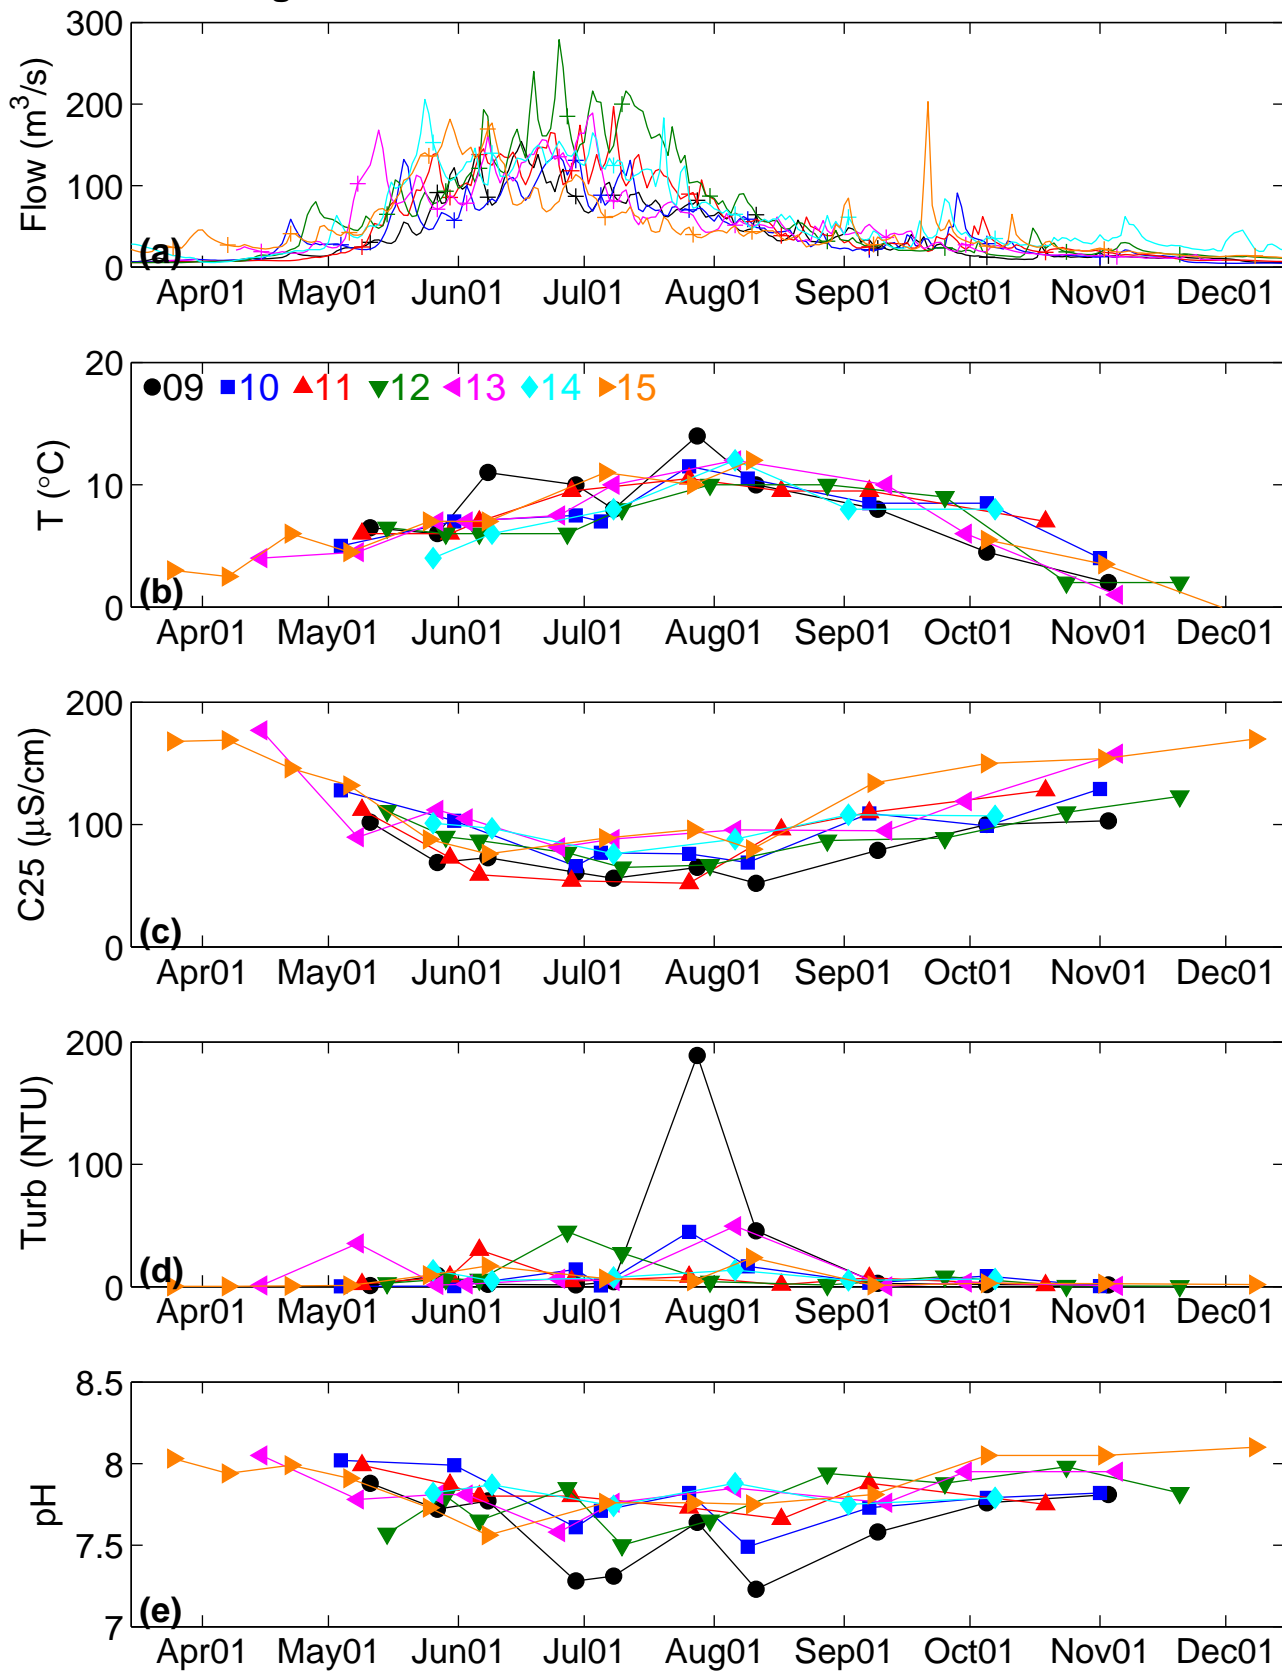 300
200
100
0
Flow (m³/s)
(a)
Apr01 May01 Jun01 Jul01 Aug01 Sep01 Oct01 Nov01 Dec01
20
10
0
T (°C)
09 10 11 12 13 14 15
(b)
Apr01 May01 Jun01 Jul01 Aug01 Sep01 Oct01 Nov01 Dec01
200
100
0
C25 (µS/cm)
(c)
Apr01 May01 Jun01 Jul01 Aug01 Sep01 Oct01 Nov01 Dec01
200
100
0
Turb (NTU)
(d)
Apr01 May01 Jun01 Jul01 Aug01 Sep01 Oct01 Nov01 Dec01
8.5
8
7.5
7
pH
(e)
Apr01 May01 Jun01 Jul01 Aug01 Sep01 Oct01 Nov01 Dec01